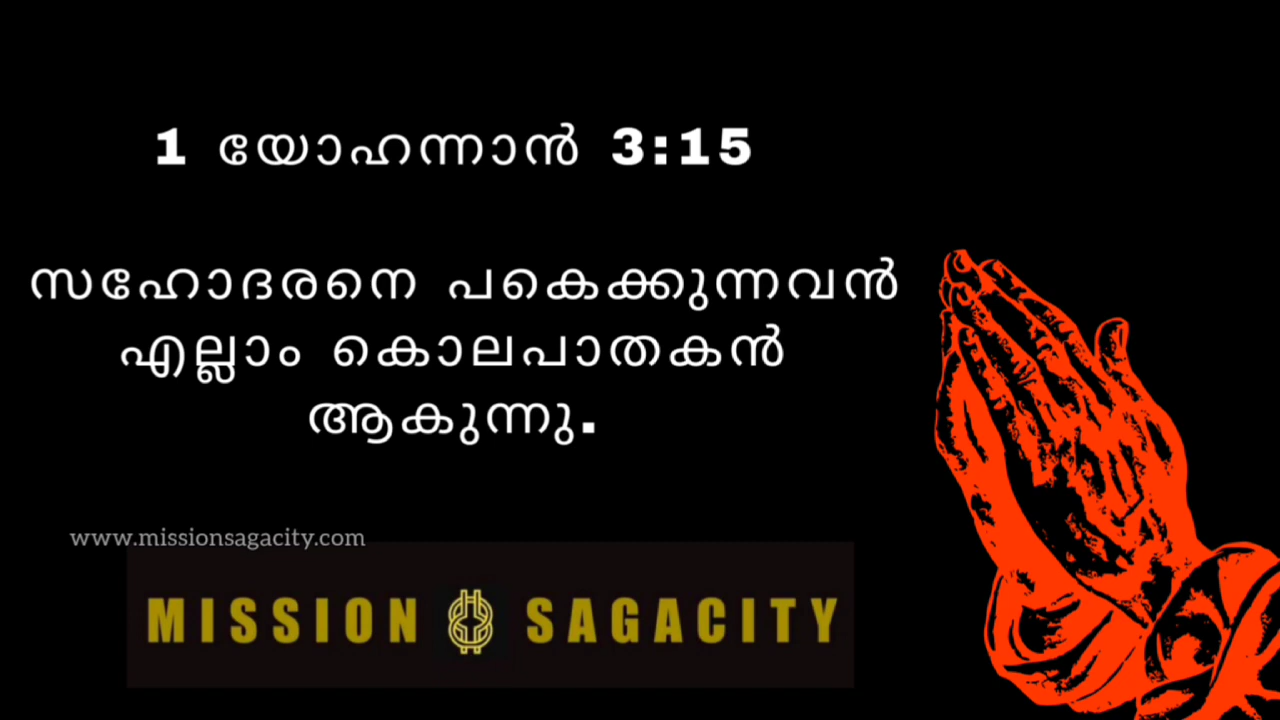 1 യോഹന്നാൻ 3:15
സഹോദരനെ പകെക്കുന്നവൻ
എല്ലാം കൊലപാതകൻ
ആകുന്നു.
www.missionsagacity.com
MISSION SAGACITY